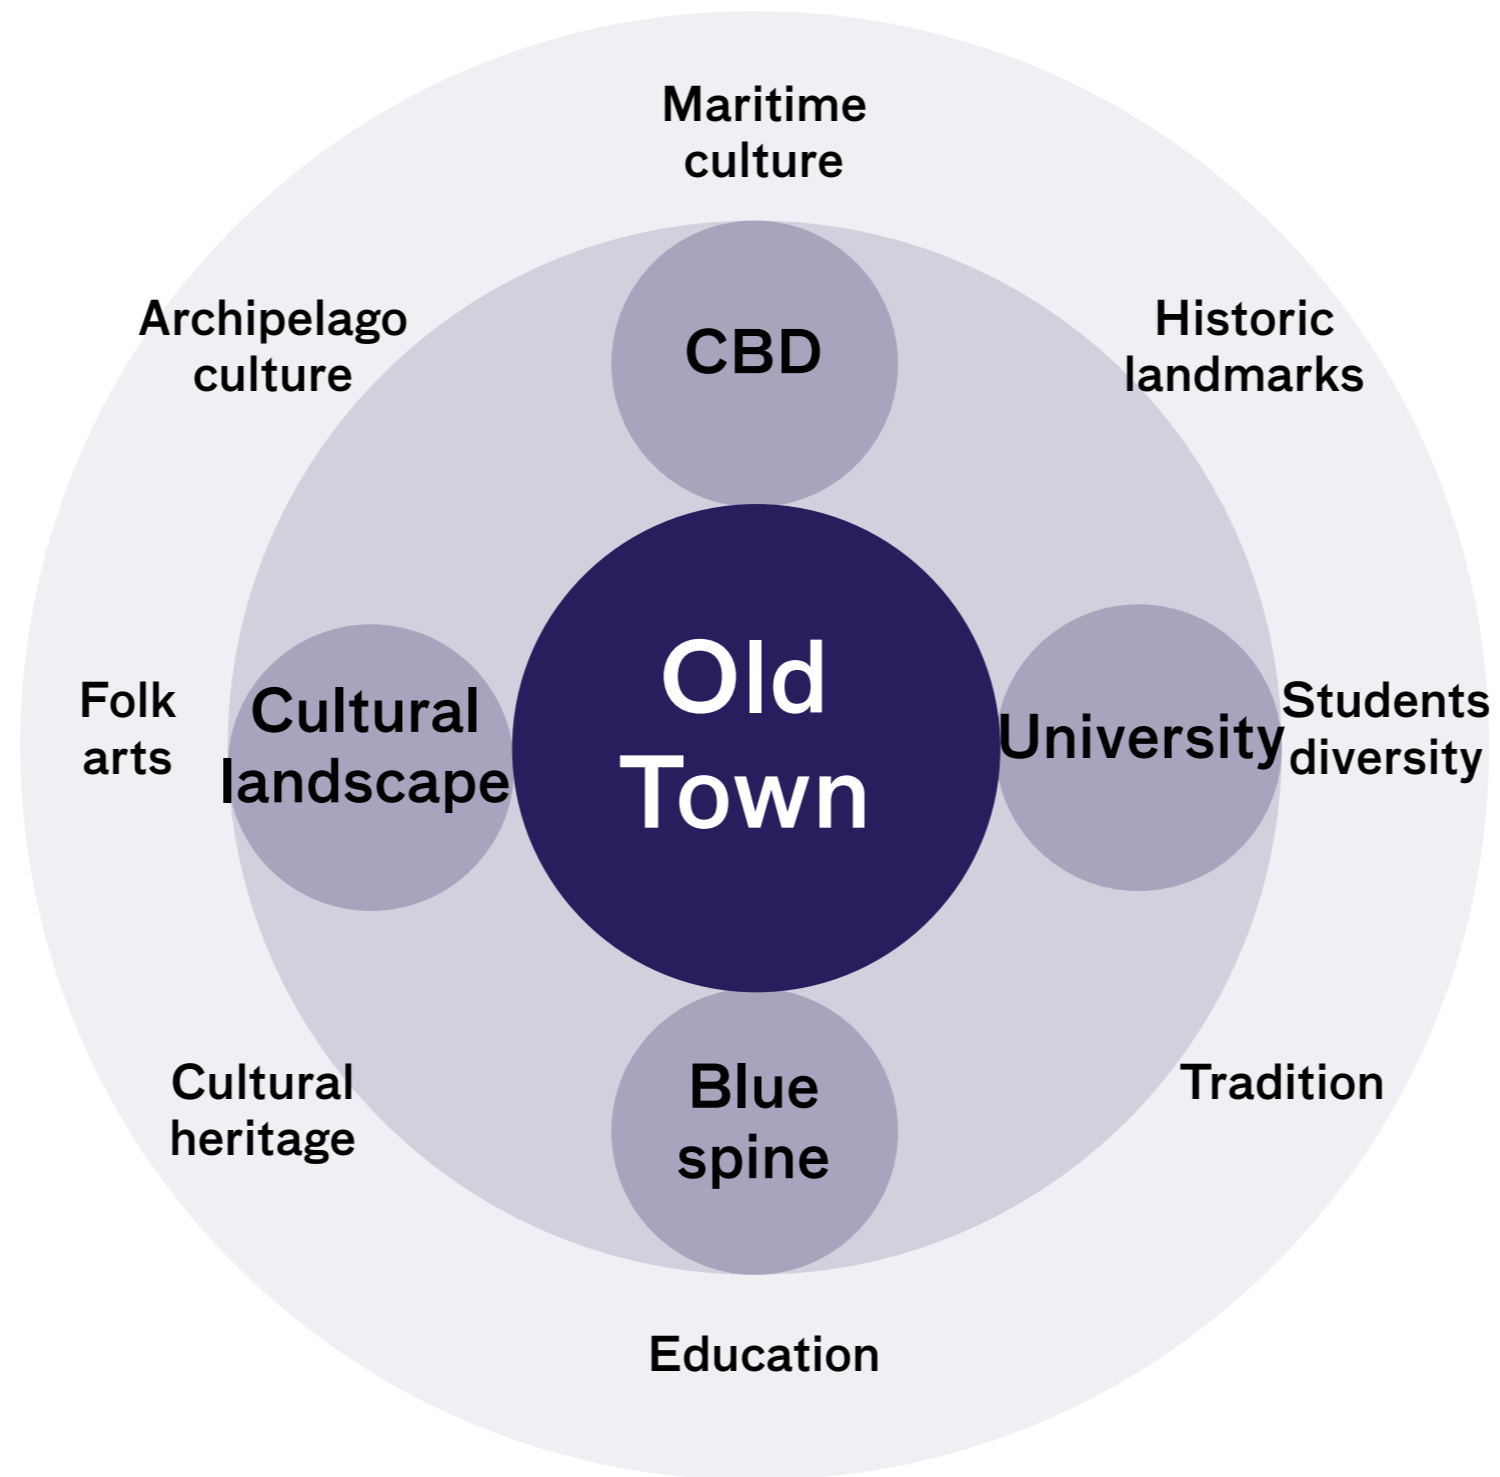 Maritime
culture
Archipelago
culture
Historic
landmarks
CBD
Old
Town
Folk
arts
Cultural
landscape
University
Students
diversity
Cultural
heritage
Blue
spine
Tradition
Education